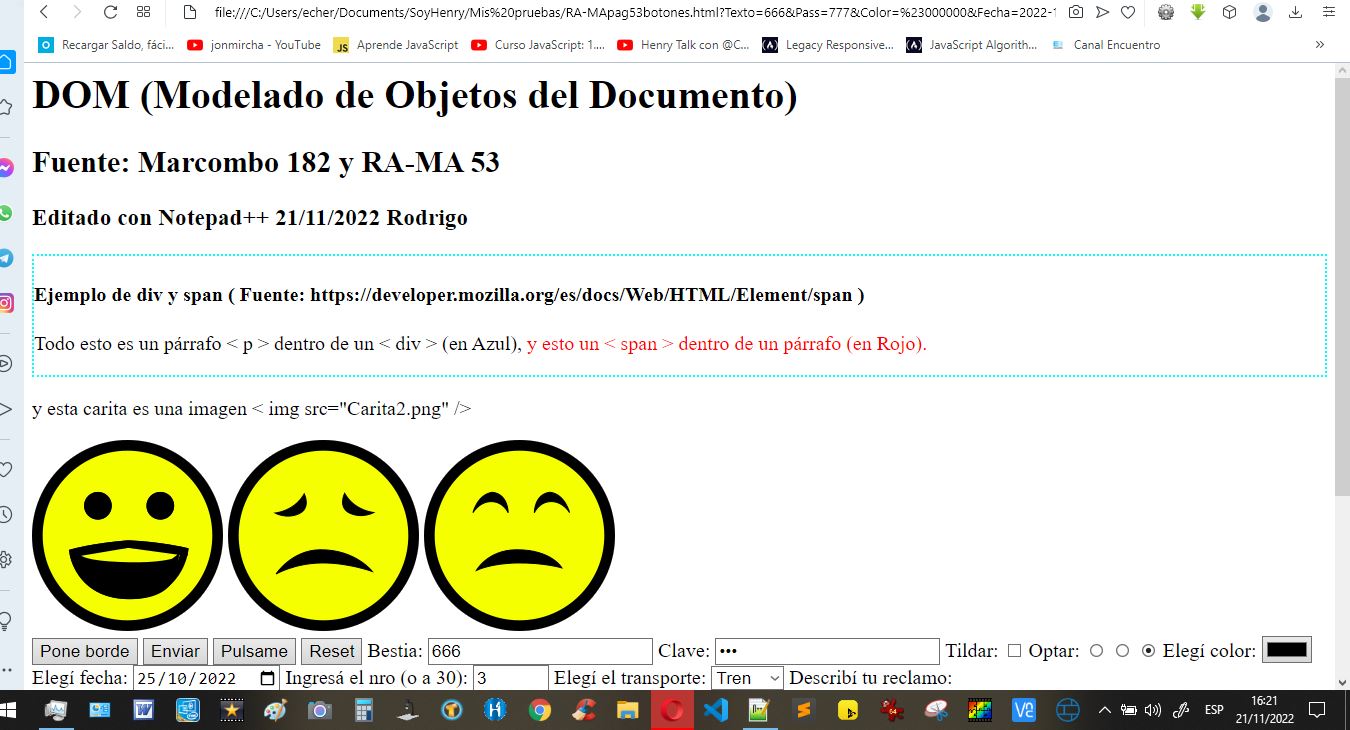 file:///C:/Users/echer/Documents/SoyHenry/Mis%20pruebas/RA-MApag53botones.html?Texto=666&Pass=777&Color=%23000000&Fecha=2022-1
Recargar Saldo, fáci... jonmircha - YouTube JS Aprende JavaScript Curso JavaScript: 1.... Henry Talk con @C... Legacy Responsive... JavaScript Algorith... Canal Encuentro »
DOM (Modelado de Objetos del Documento)
Fuente: Marcombo 182 y RA-MA 53
Editado con Notepad++ 21/11/2022 Rodrigo
Ejemplo de div y span ( Fuente: https://developer.mozilla.org/es/docs/Web/HTML/Element/span )
Todo esto es un párrafo < p > dentro de un < div > (en Azul), y esto un < span > dentro de un párrafo (en Rojo).
y esta carita es una imagen < img src="Carita2.png" />
Pone borde Enviar Pulsame Reset Bestia: 666 Clave: ••• Tildar: Optar: Elegí color:
Elegí fecha: 25/10/2022 Ingresá el nro (o a 30): 3 Elegí el transporte: Tren Describí tu reclamo:
ESP 16:21
21/11/2022